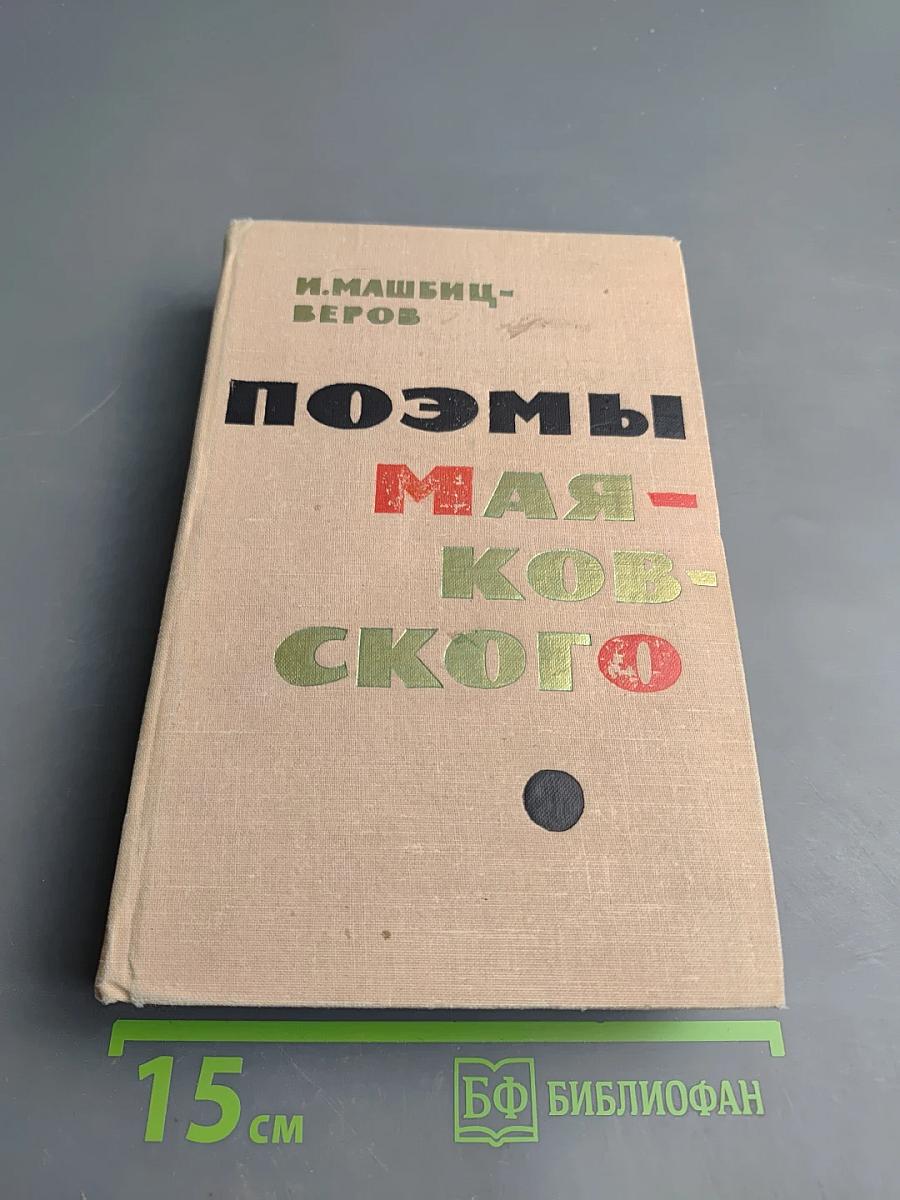 И.МАШБИЦ-
ВЕРОВ
ПОЭМЫ
МАЯ-
КОВ-
СКОГО
15 см
БФ БИБЛИОФАН